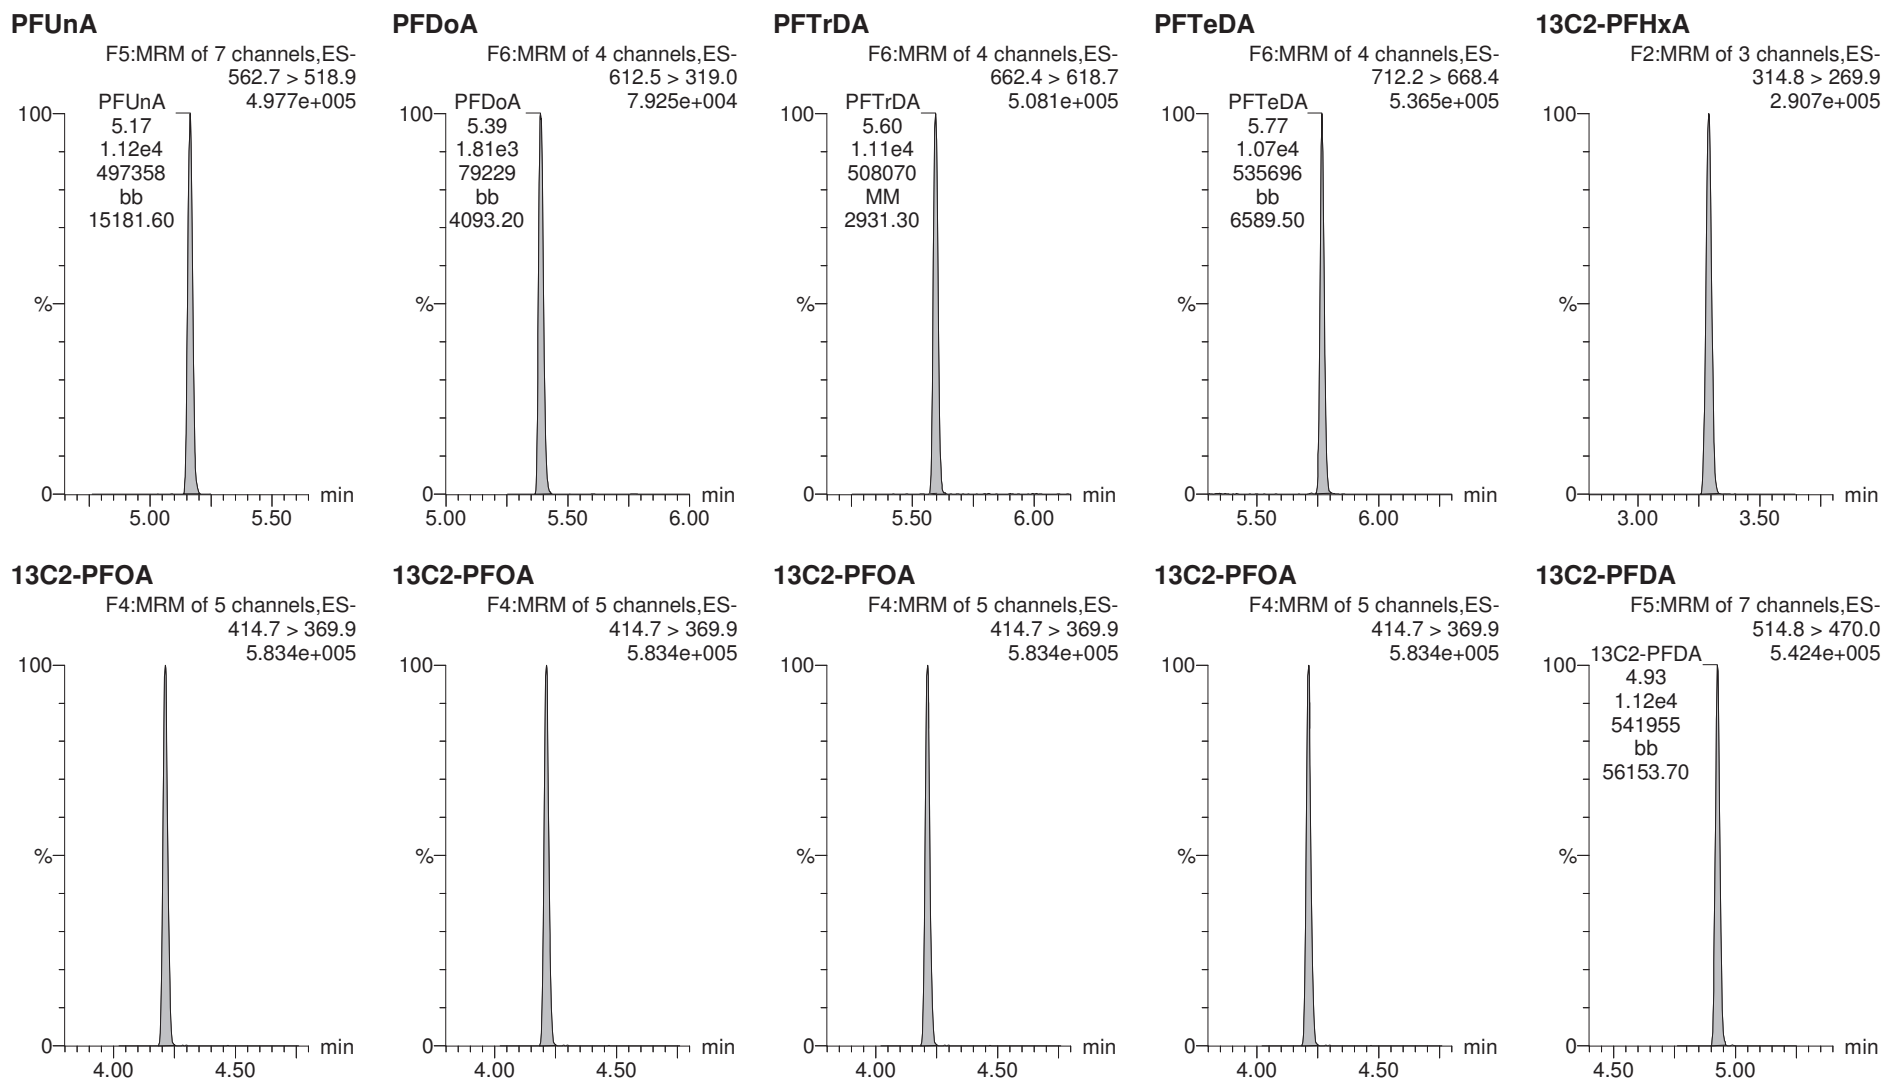 PFUnA
F5:MRM of 7 channels,ES-
562.7 > 518.9
4.977e+005
PFUnA
5.17
1.12e4
497358
bb
15181.60
100
%
0
5.00 5.50
min
PFDoA
F6:MRM of 4 channels,ES-
612.5 > 319.0
7.925e+004
PFDoA
5.39
1.81e3
79229
bb
4093.20
100
%
0
5.00 5.50 6.00
min
PFTrDA
F6:MRM of 4 channels,ES-
662.4 > 618.7
5.081e+005
PFTrDA
5.60
1.11e4
508070
MM
2931.30
100
%
0
5.50 6.00
min
PFTeDA
F6:MRM of 4 channels,ES-
712.2 > 668.4
5.365e+005
PFTeDA
5.77
1.07e4
535696
bb
6589.50
100
%
0
5.50 6.00
min
13C2-PFHxA
F2:MRM of 3 channels,ES-
314.8 > 269.9
2.907e+005
100
%
0
3.00 3.50
min
13C2-PFOA
F4:MRM of 5 channels,ES-
414.7 > 369.9
5.834e+005
100
%
0
4.00 4.50
min
13C2-PFOA
F4:MRM of 5 channels,ES-
414.7 > 369.9
5.834e+005
100
%
0
4.00 4.50
min
13C2-PFOA
F4:MRM of 5 channels,ES-
414.7 > 369.9
5.834e+005
100
%
0
4.00 4.50
min
13C2-PFOA
F4:MRM of 5 channels,ES-
414.7 > 369.9
5.834e+005
100
%
0
4.00 4.50
min
13C2-PFDA
F5:MRM of 7 channels,ES-
514.8 > 470.0
5.424e+005
13C2-PFDA
4.93
1.12e4
541955
bb
56153.70
100
%
0
4.50 5.00
min